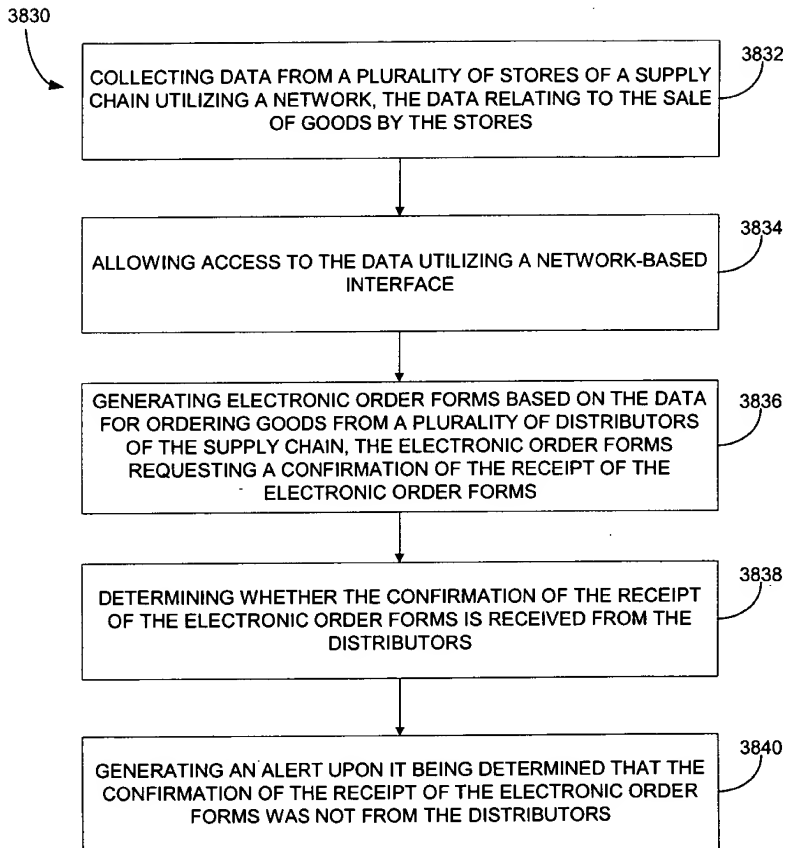 3830
3832
COLLECTING DATA FROM A PLURALITY OF STORES OF A SUPPLY
CHAIN UTILIZING A NETWORK, THE DATA RELATING TO THE SALE
OF GOODS BY THE STORES
3834
ALLOWING ACCESS TO THE DATA UTILIZING A NETWORK-BASED
INTERFACE
3836
GENERATING ELECTRONIC ORDER FORMS BASED ON THE DATA
FOR ORDERING GOODS FROM A PLURALITY OF DISTRIBUTORS
OF THE SUPPLY CHAIN, THE ELECTRONIC ORDER FORMS
REQUESTING A CONFIRMATION OF THE RECEIPT OF THE
ELECTRONIC ORDER FORMS
3838
DETERMINING WHETHER THE CONFIRMATION OF THE RECEIPT
OF THE ELECTRONIC ORDER FORMS IS RECEIVED FROM THE
DISTRIBUTORS
3840
GENERATING AN ALERT UPON IT BEING DETERMINED THAT THE
CONFIRMATION OF THE RECEIPT OF THE ELECTRONIC ORDER
FORMS WAS NOT FROM THE DISTRIBUTORS